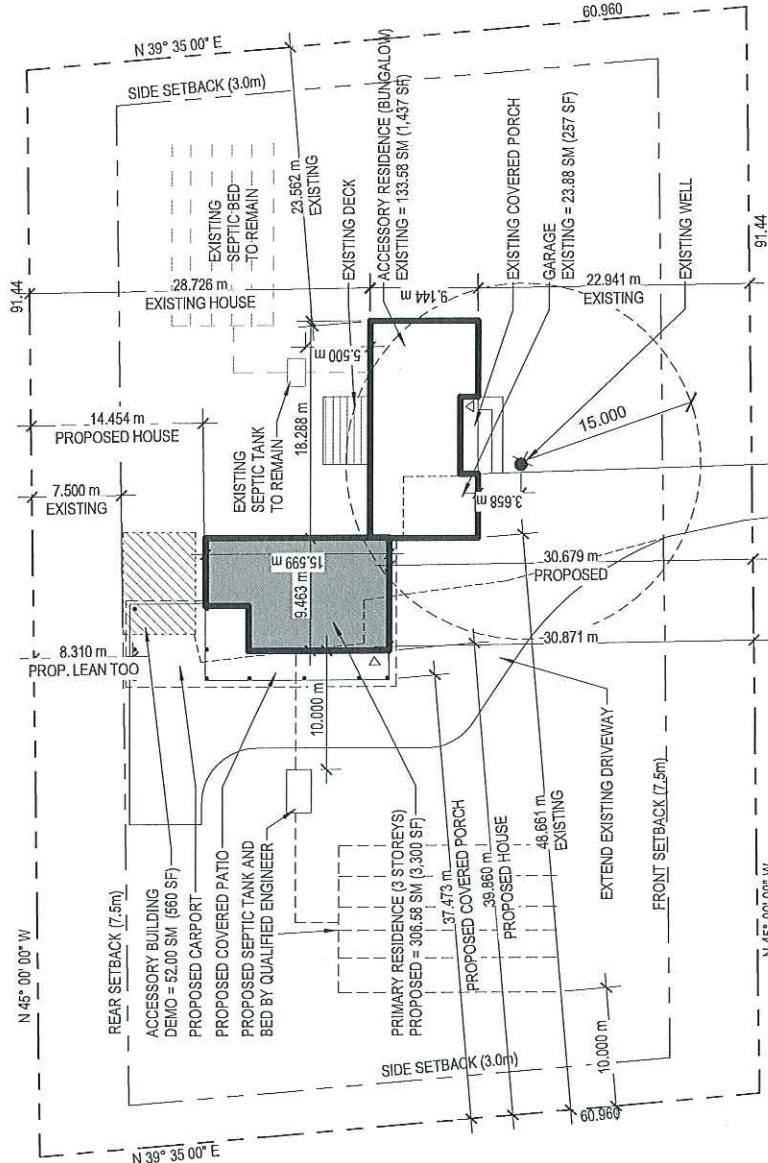 60.960
N 39° 35 00" E
SIDE SETBACK (3.0m)
91.44
EXISTING
SEPTIC BED
TO REMAIN
23.562 m
EXISTING
28.726 m
EXISTING HOUSE
EXISTING DECK
ACCESSORY RESIDENCE (BUNGALOW)
EXISTING = 133.58 SM (1,437 SF)
9.144 m
EXISTING COVERED PORCH
GARAGE
EXISTING = 23.88 SM (257 SF)
EXISTING WELL
22.941 m
EXISTING
91.44
5.500 m
18.288 m
14.454 m
PROPOSED HOUSE
EXISTING
SEPTIC TANK
TO REMAIN
15.000
3.658 m
7.500 m
EXISTING
15.599 m
9.463 m
30.679 m
PROPOSED
8.310 m
PROP. LEAN TOO
30.871 m
10.000 m
REAR SETBACK (7.5m)
ACCESSORY BUILDING
DEMO = 52.00 SM (560 SF)
PROPOSED CARPORT
PROPOSED COVERED PATIO
PROPOSED SEPTIC TANK AND
BED BY QUALIFIED ENGINEER
PRIMARY RESIDENCE (3 STOREYS)
PROPOSED = 306.58 SM (3,300 SF)
37.473 m
PROPOSED COVERED PORCH
39.860 m
PROPOSED HOUSE
48.661 m
EXISTING
EXTEND EXISTING DRIVEWAY
FRONT SETBACK (7.5m)
N 45° 00' 00" W
N 45° 00' 00" W
SIDE SETBACK (3.0m)
10.000 m
60.960
N 39° 35 00" E